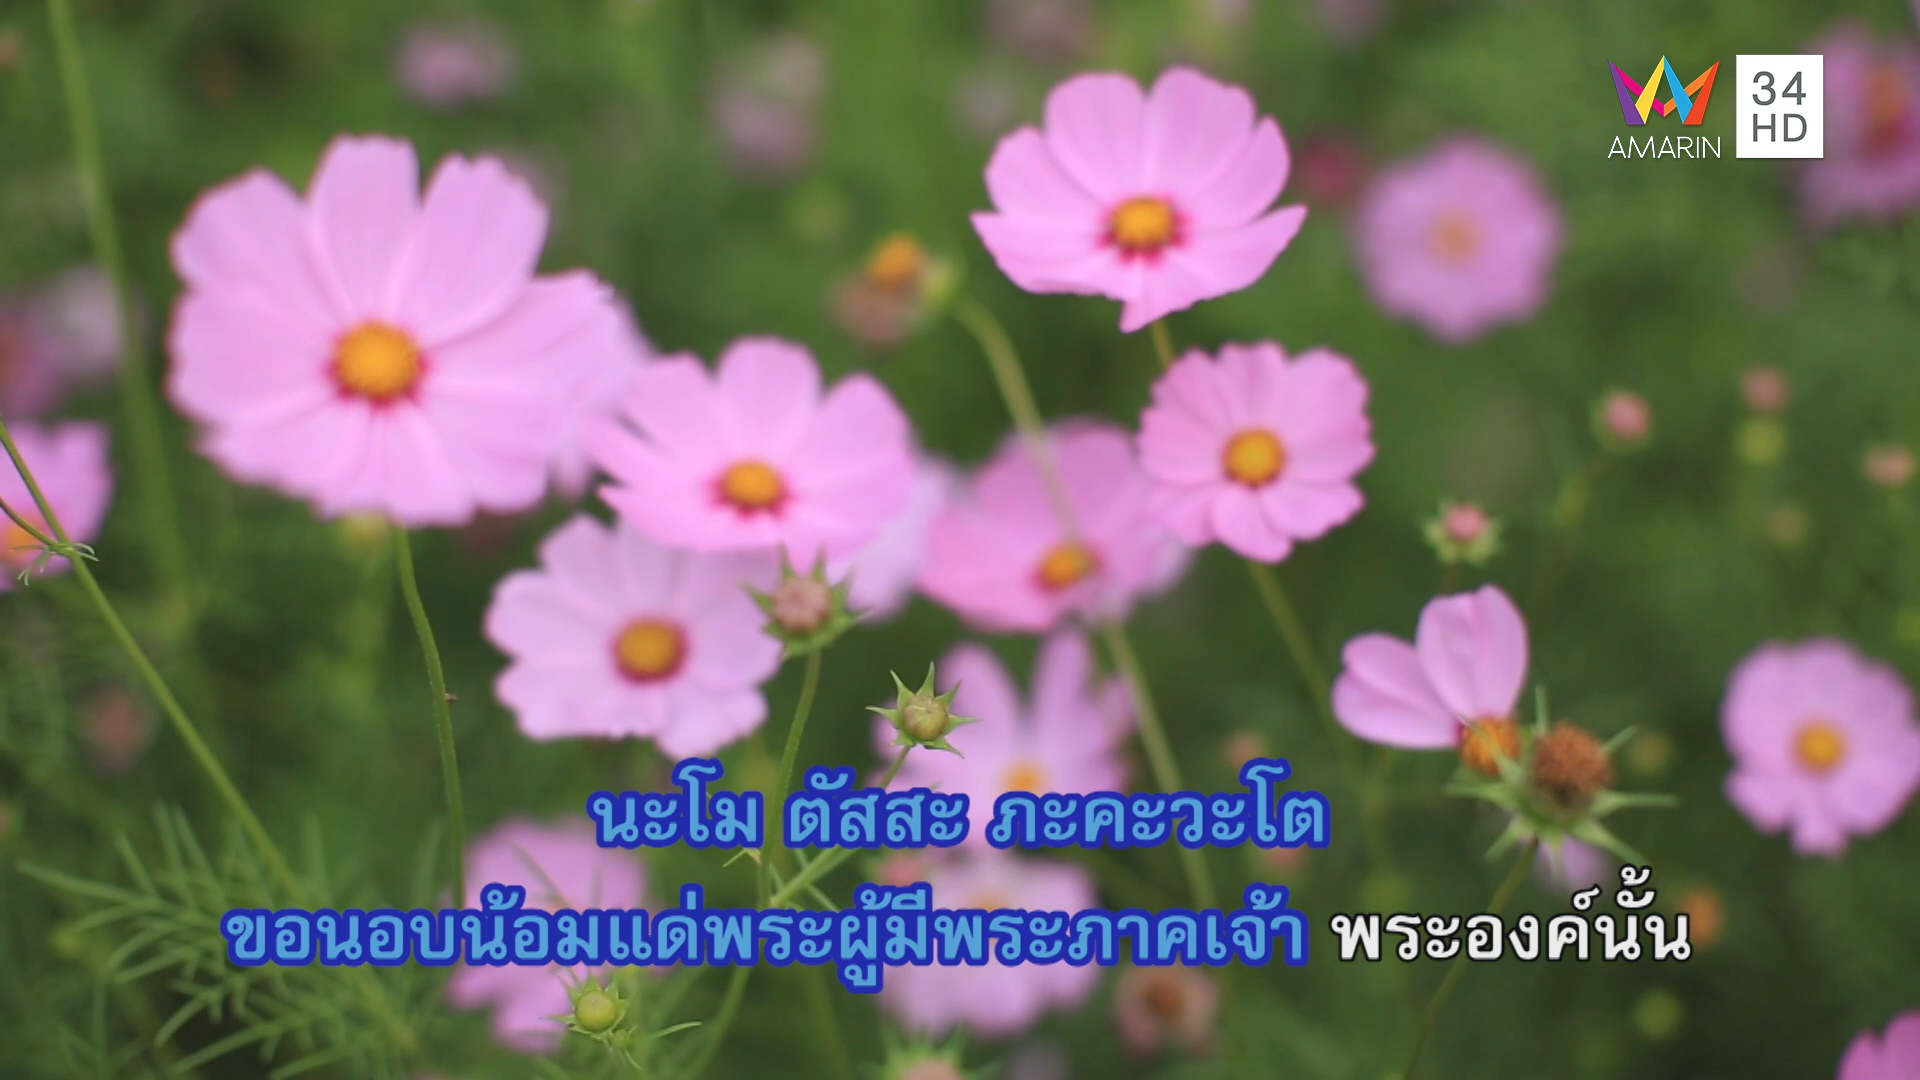 AMARIN
34
HD
นะโม ตัสสะ ภะคะวะโต
ขอนอบน้อมแด่พระผู้มีพระภาคเจ้า พระองค์นั้น